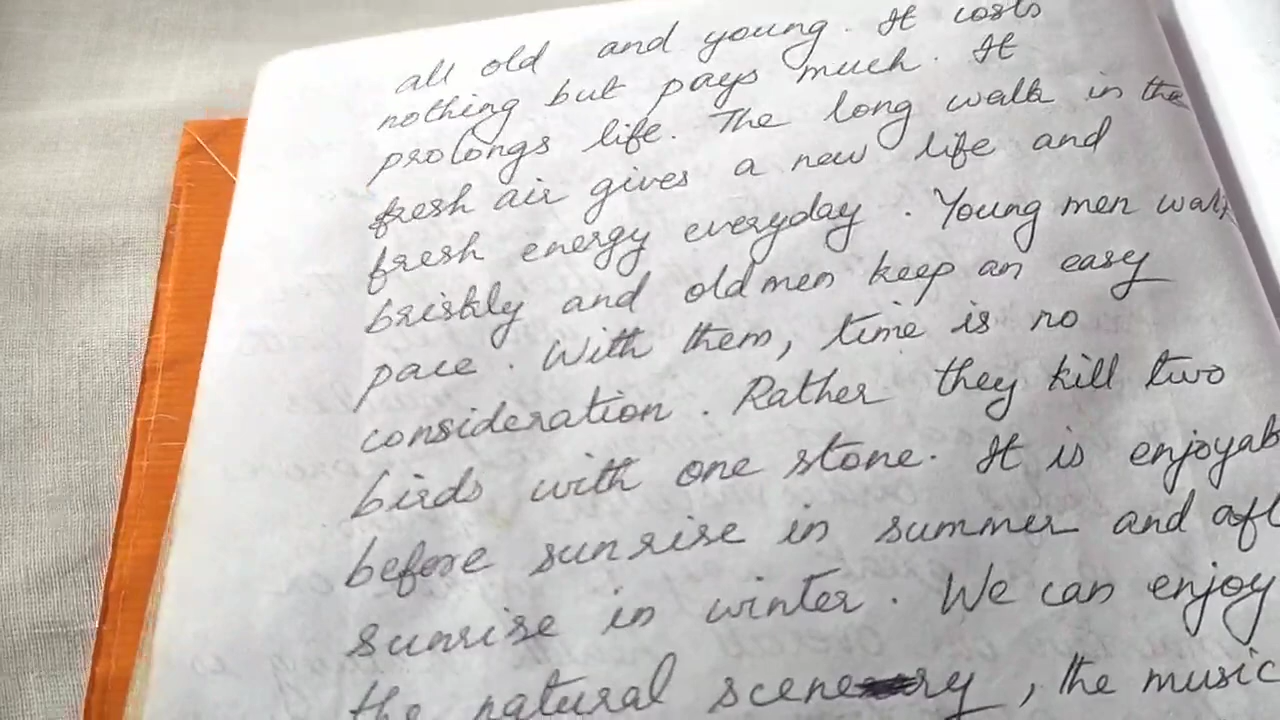 all old and young. It costs
nothing but pays much. It
prolongs life. The long walk in the
fresh air gives a new life and
fresh energy everyday. Young men walk
briskly and old men keep an easy
pace. With them, time is no
consideration. Rather they kill two
birds with one stone. It is
before sunrise in summer and
sunrise in winter. We can enjoy
the natural scenery, the music